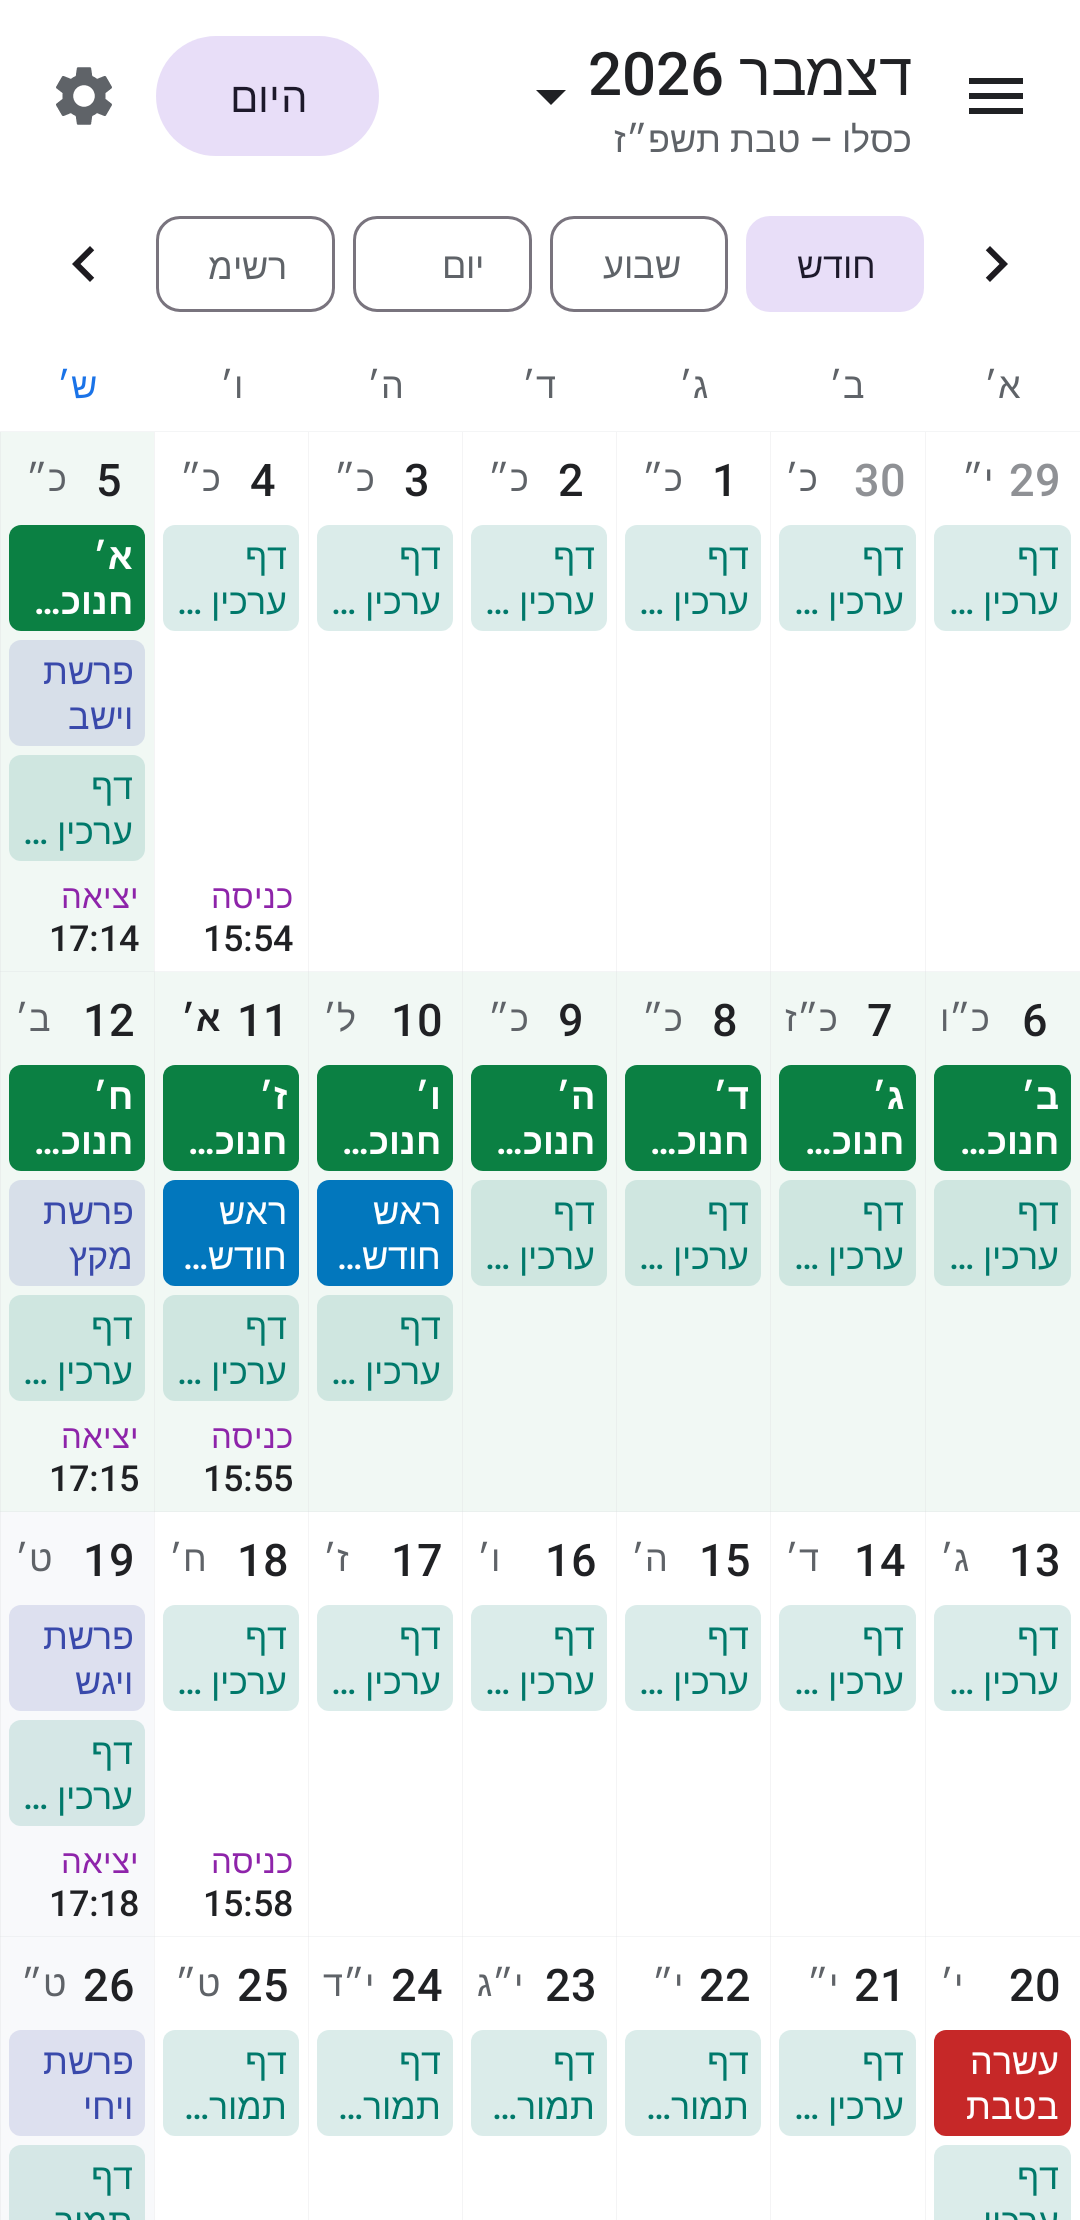 דצמבר 2026
כסלו – טבת תשפ״ז
היום
חודש
שבוע
יום
רשימ
א׳ ב׳ ג׳ ד׳ ה׳ ו׳ ש׳
29 י״ 30 כ׳ 1 כ״ 2 כ״ 3 כ״ 4 כ״ 5 כ״
דף דף דף דף דף דף א׳
ערכין ... ערכין ... ערכין ... ערכין ... ערכין ... ערכין ... חנוכ...
פרשת
וישב
דף
ערכין ...
כניסה יציאה
15:54 17:14
6 כ״ו 7 כ״ז 8 כ״ 9 כ״ 10 ל׳ 11 א׳ 12 ב׳
ב׳ ג׳ ד׳ ה׳ ו׳ ז׳ ח׳
חנוכ... חנוכ... חנוכ... חנוכ... חנוכ... חנוכ... חנוכ...
דף דף דף דף ראש ראש פרשת
ערכין ... ערכין ... ערכין ... ערכין ... חודש... חודש... מקץ
דף דף דף
ערכין ... ערכין ... ערכין ...
כניסה יציאה
15:55 17:15
13 ג׳ 14 ד׳ 15 ה׳ 16 ו׳ 17 ז׳ 18 ח׳ 19 ט׳
דף דף דף דף דף דף פרשת
ערכין ... ערכין ... ערכין ... ערכין ... ערכין ... ערכין ... ויגש
דף
ערכין ...
כניסה יציאה
15:58 17:18
20 י׳ 21 י״ 22 י״ 23 י״ג 24 י״ד 25 ט״ 26 ט״
עשרה דף דף דף דף דף פרשת
בטבת ערכין ... תמור... תמור... תמור... תמור... ויחי
דף דף